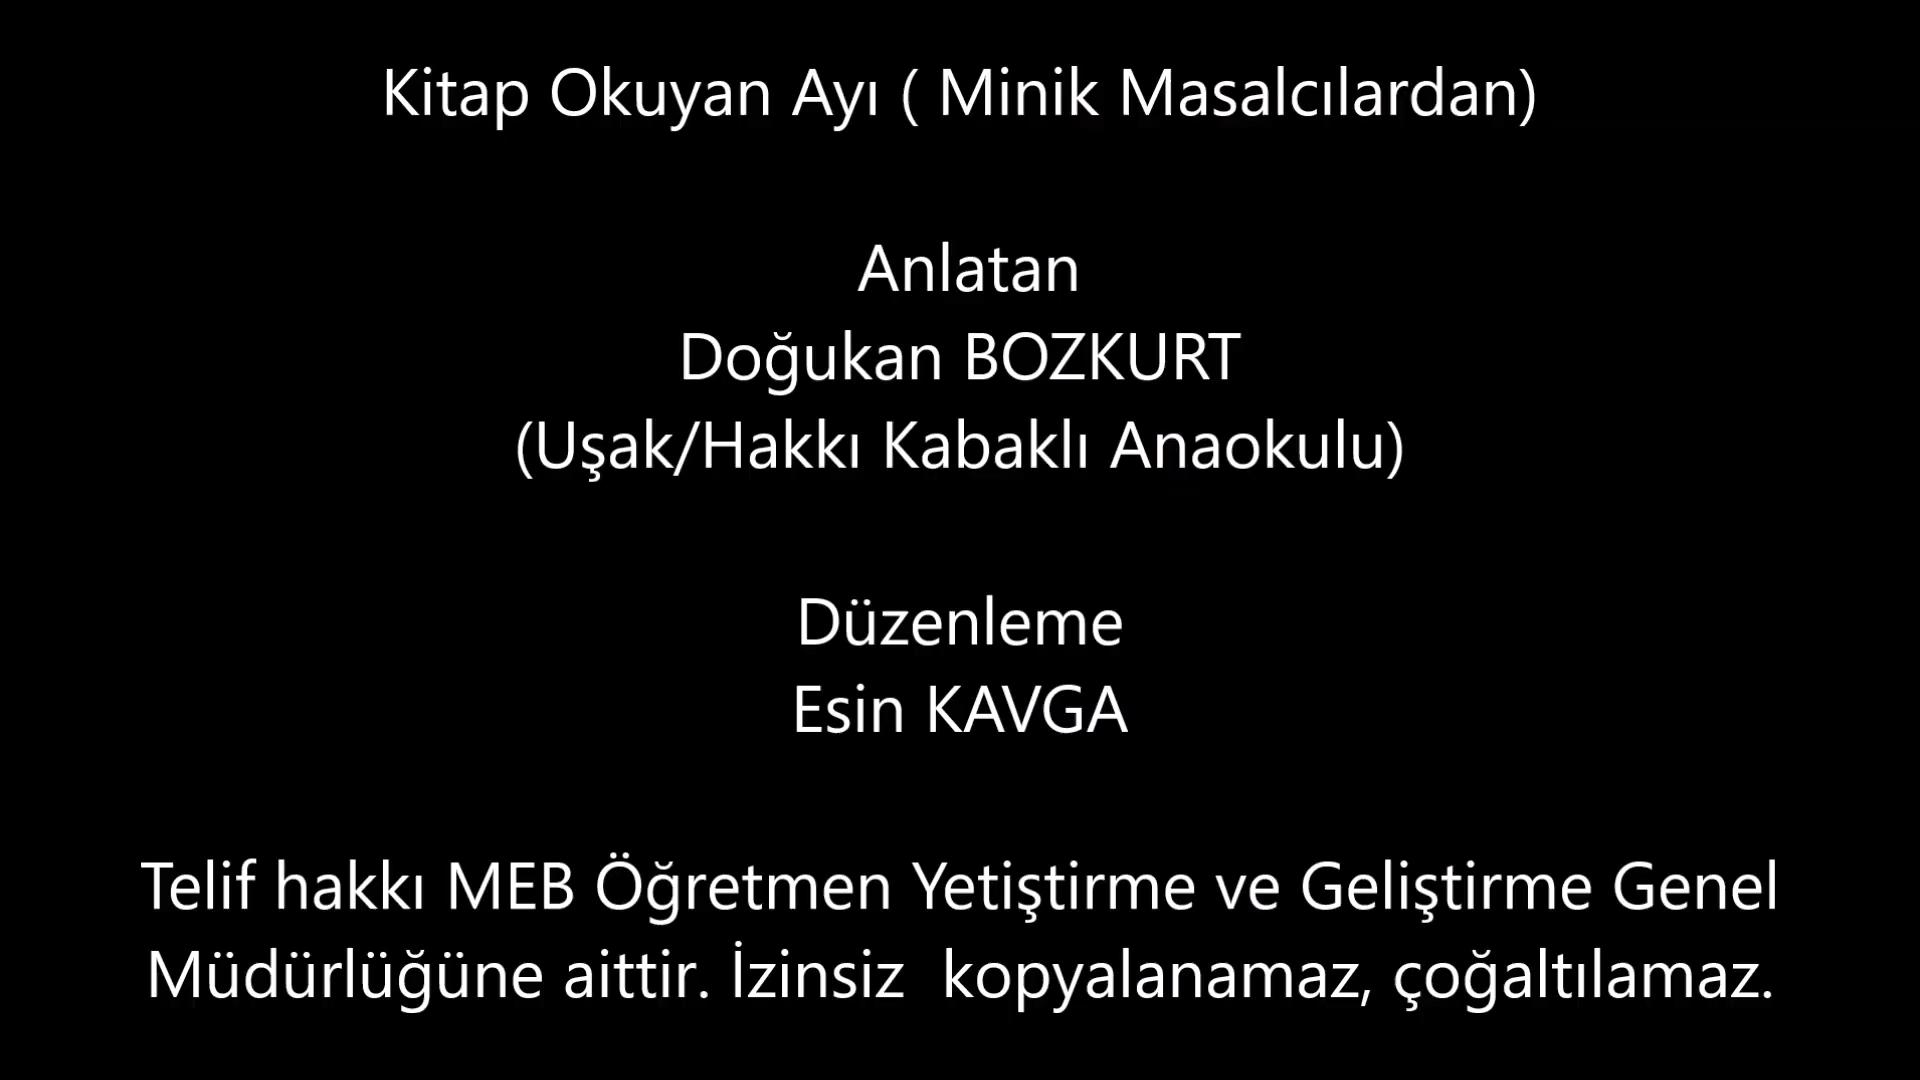 Kitap Okuyan Ayı ( Minik Masalcılardan)
Anlatan
Doğukan BOZKURT
(Uşak/Hakkı Kabaklı Anaokulu)
Düzenleme
Esin KAVGA
Telif hakkı MEB Öğretmen Yetiştirme ve Geliştirme Genel
Müdürlüğüne aittir. İzinsiz  kopyalanamaz, çoğaltılamaz.